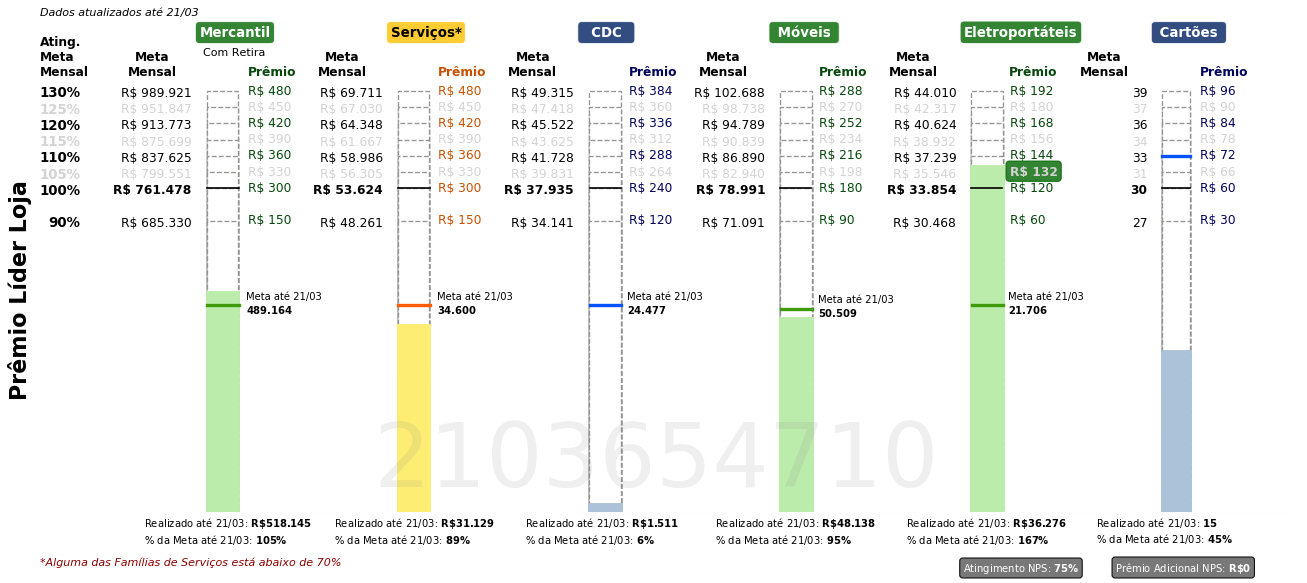 Dados atualizados até 21/03
Mercantil Serviços* CDC Móveis Eletroportáteis Cartões
Com Retira
Ating. Meta Mensal
Meta Mensal Prêmio Meta Mensal Prêmio Meta Mensal Prêmio Meta Mensal Prêmio Meta Mensal Prêmio Meta Mensal Prêmio
130% R$ 989.921 R$ 480 R$ 69.711 R$ 480 R$ 49.315 R$ 384 R$ 102.688 R$ 288 R$ 44.010 R$ 192 39 R$ 96
125% R$ 951.847 R$ 450 R$ 67.030 R$ 450 R$ 47.418 R$ 360 R$ 98.738 R$ 270 R$ 42.317 R$ 180 37 R$ 90
120% R$ 913.773 R$ 420 R$ 64.348 R$ 420 R$ 45.522 R$ 336 R$ 94.789 R$ 252 R$ 40.624 R$ 168 36 R$ 84
115% R$ 875.699 R$ 390 R$ 61.667 R$ 390 R$ 43.625 R$ 312 R$ 90.839 R$ 234 R$ 38.932 R$ 156 34 R$ 78
110% R$ 837.625 R$ 360 R$ 58.986 R$ 360 R$ 41.728 R$ 288 R$ 86.890 R$ 216 R$ 37.239 R$ 144 33 R$ 72
105% R$ 799.551 R$ 330 R$ 56.305 R$ 330 R$ 39.831 R$ 264 R$ 82.940 R$ 198 R$ 35.546 R$ 132 31 R$ 66
100% R$ 761.478 R$ 300 R$ 53.624 R$ 300 R$ 37.935 R$ 240 R$ 78.991 R$ 180 R$ 33.854 R$ 120 30 R$ 60
90% R$ 685.330 R$ 150 R$ 48.261 R$ 150 R$ 34.141 R$ 120 R$ 71.091 R$ 90 R$ 30.468 R$ 60 27 R$ 30
Prêmio Líder Loja
Meta até 21/03 Meta até 21/03 Meta até 21/03 Meta até 21/03 Meta até 21/03
489.164 34.600 24.477 50.509 21.706
2103654710
Realizado até 21/03: R$518.145 Realizado até 21/03: R$31.129 Realizado até 21/03: R$1.511 Realizado até 21/03: R$48.138 Realizado até 21/03: R$36.276 Realizado até 21/03: 15
% da Meta até 21/03: 105% % da Meta até 21/03: 89% % da Meta até 21/03: 6% % da Meta até 21/03: 95% % da Meta até 21/03: 167% % da Meta até 21/03: 45%
*Alguma das Famílias de Serviços está abaixo de 70% Atingimento NPS: 75% Prêmio Adicional NPS: R$0